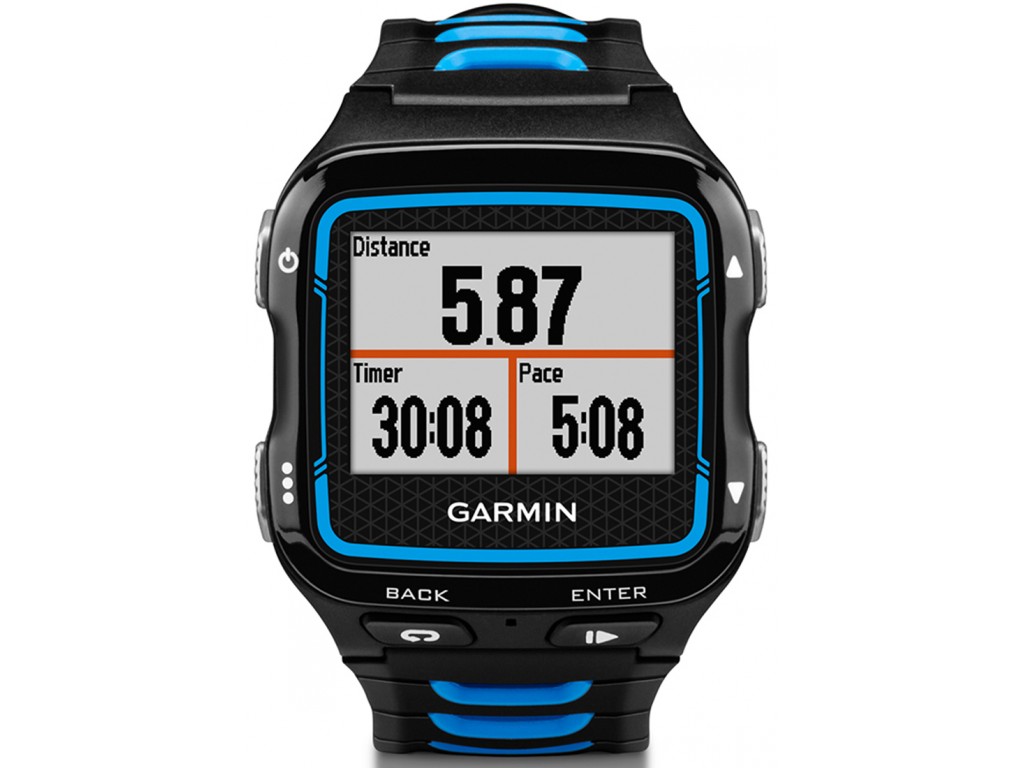 Distance
5.87
Timer Pace
30:08 5:08
GARMIN
BACK ENTER